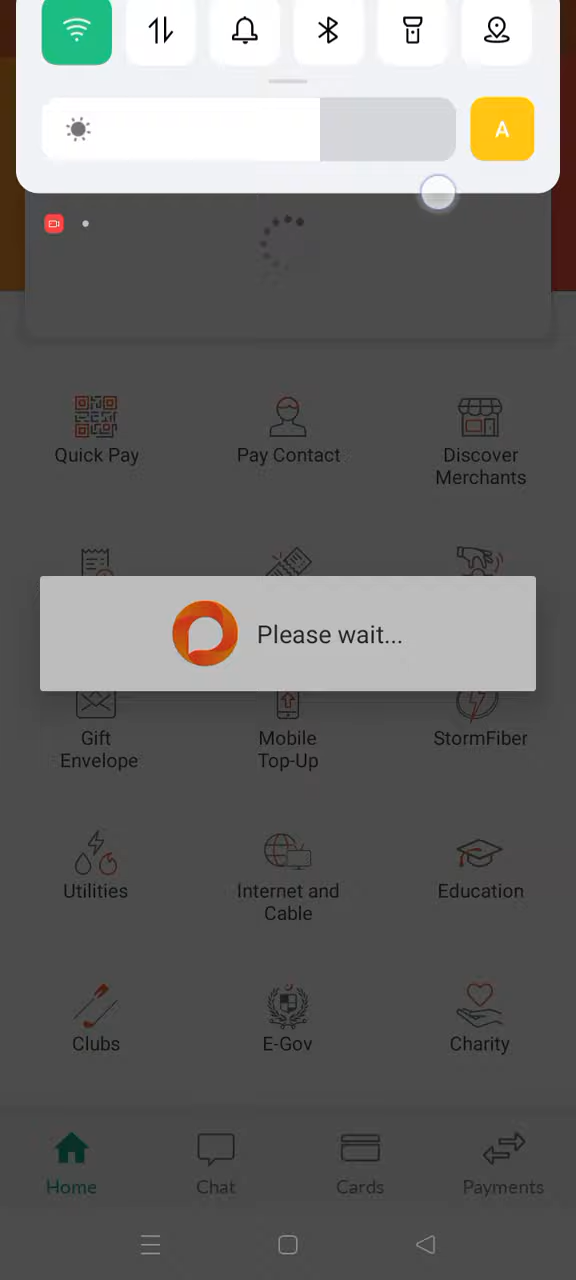 A
Quick Pay
Pay Contact
Discover
Merchants
Please wait...
Gift
Envelope
Mobile
Top-Up
StormFiber
Utilities
Internet and
Cable
Education
Clubs
E-Gov
Charity
Home
Chat
Cards
Payments